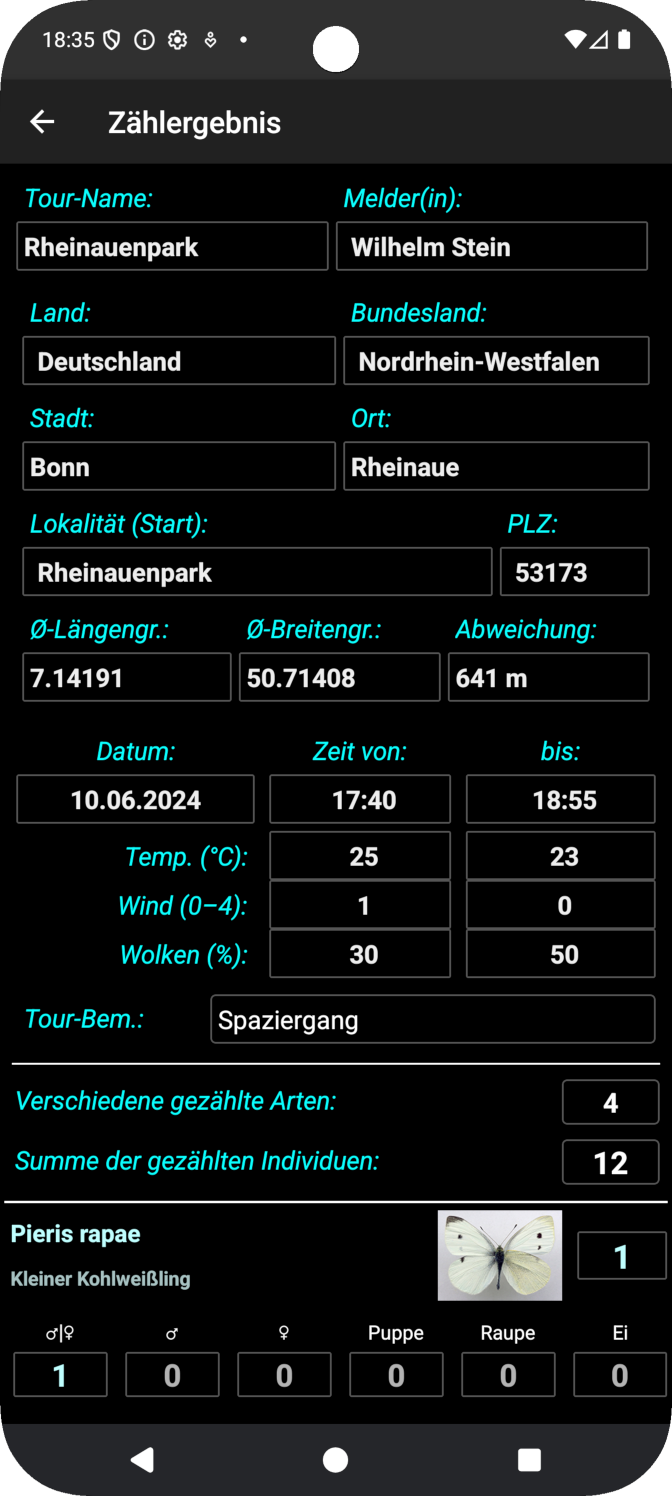 18:35
Zählergebnis
Tour-Name: Melder(in):
Rheinauenpark Wilhelm Stein
Land: Bundesland:
Deutschland Nordrhein-Westfalen
Stadt: Ort:
Bonn Rheinaue
Lokalität (Start): PLZ:
Rheinauenpark 53173
Ø-Längengr.: Ø-Breitengr.: Abweichung:
7.14191 50.71408 641 m
Datum: Zeit von: bis:
10.06.2024 17:40 18:55
Temp. (°C): 25 23
Wind (0–4): 1 0
Wolken (%): 30 50
Tour-Bem.: Spaziergang
Verschiedene gezählte Arten: 4
Summe der gezählten Individuen: 12
Pieris rapae 1
Kleiner Kohlweißling
♂|♀ ♂ ♀ Puppe Raupe Ei
1 0 0 0 0 0